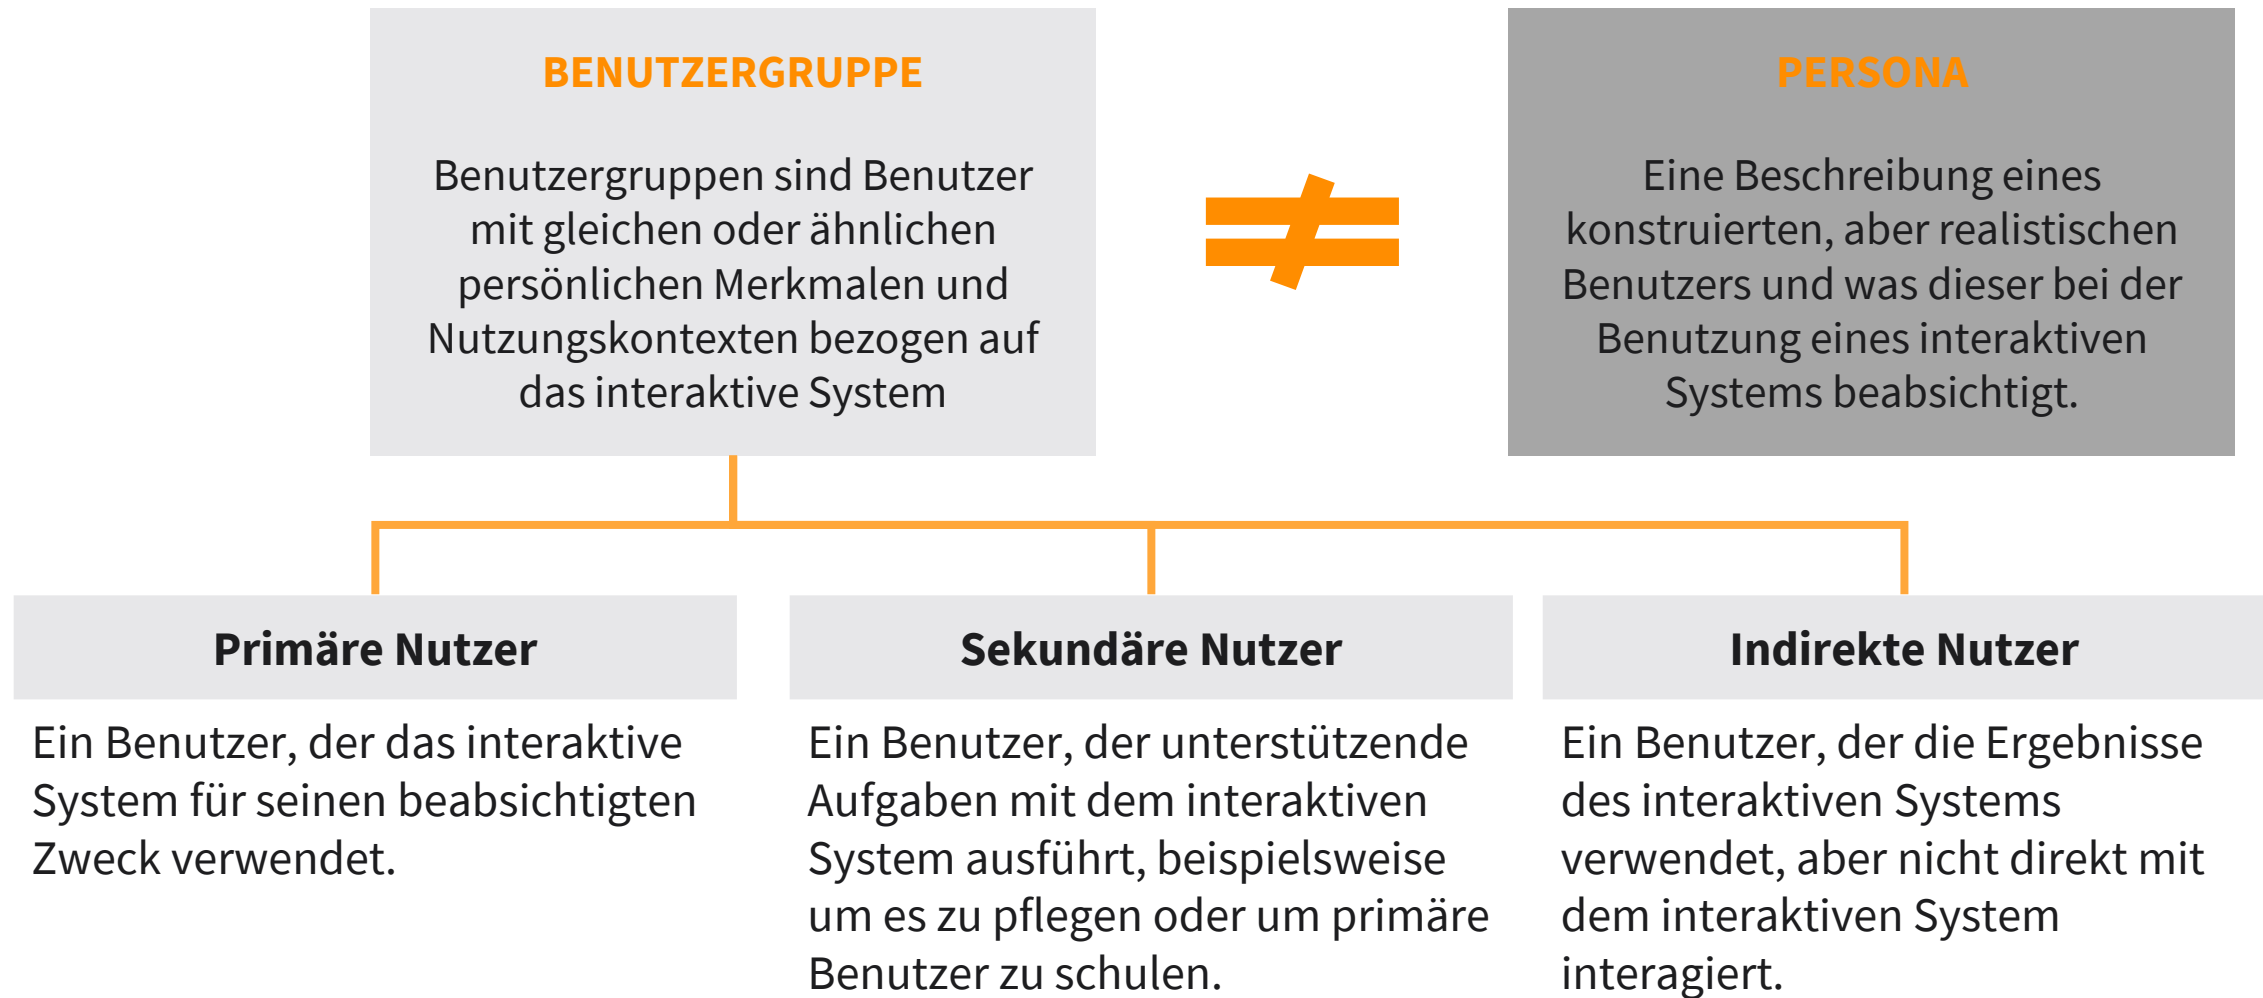 BENUTZERGRUPPE
Benutzergruppen sind Benutzer
mit gleichen oder ähnlichen
persönlichen Merkmalen und
Nutzungskontexten bezogen auf
das interaktive System
≠
PERSONA
Eine Beschreibung eines
konstruierten, aber realistischen
Benutzers und was dieser bei der
Benutzung eines interaktiven
Systems beabsichtigt.
Primäre Nutzer
Ein Benutzer, der das interaktive
System für seinen beabsichtigten
Zweck verwendet.
Sekundäre Nutzer
Ein Benutzer, der unterstützende
Aufgaben mit dem interaktiven
System ausführt, beispielsweise
um es zu pflegen oder um primäre
Benutzer zu schulen.
Indirekte Nutzer
Ein Benutzer, der die Ergebnisse
des interaktiven Systems
verwendet, aber nicht direkt mit
dem interaktiven System
interagiert.